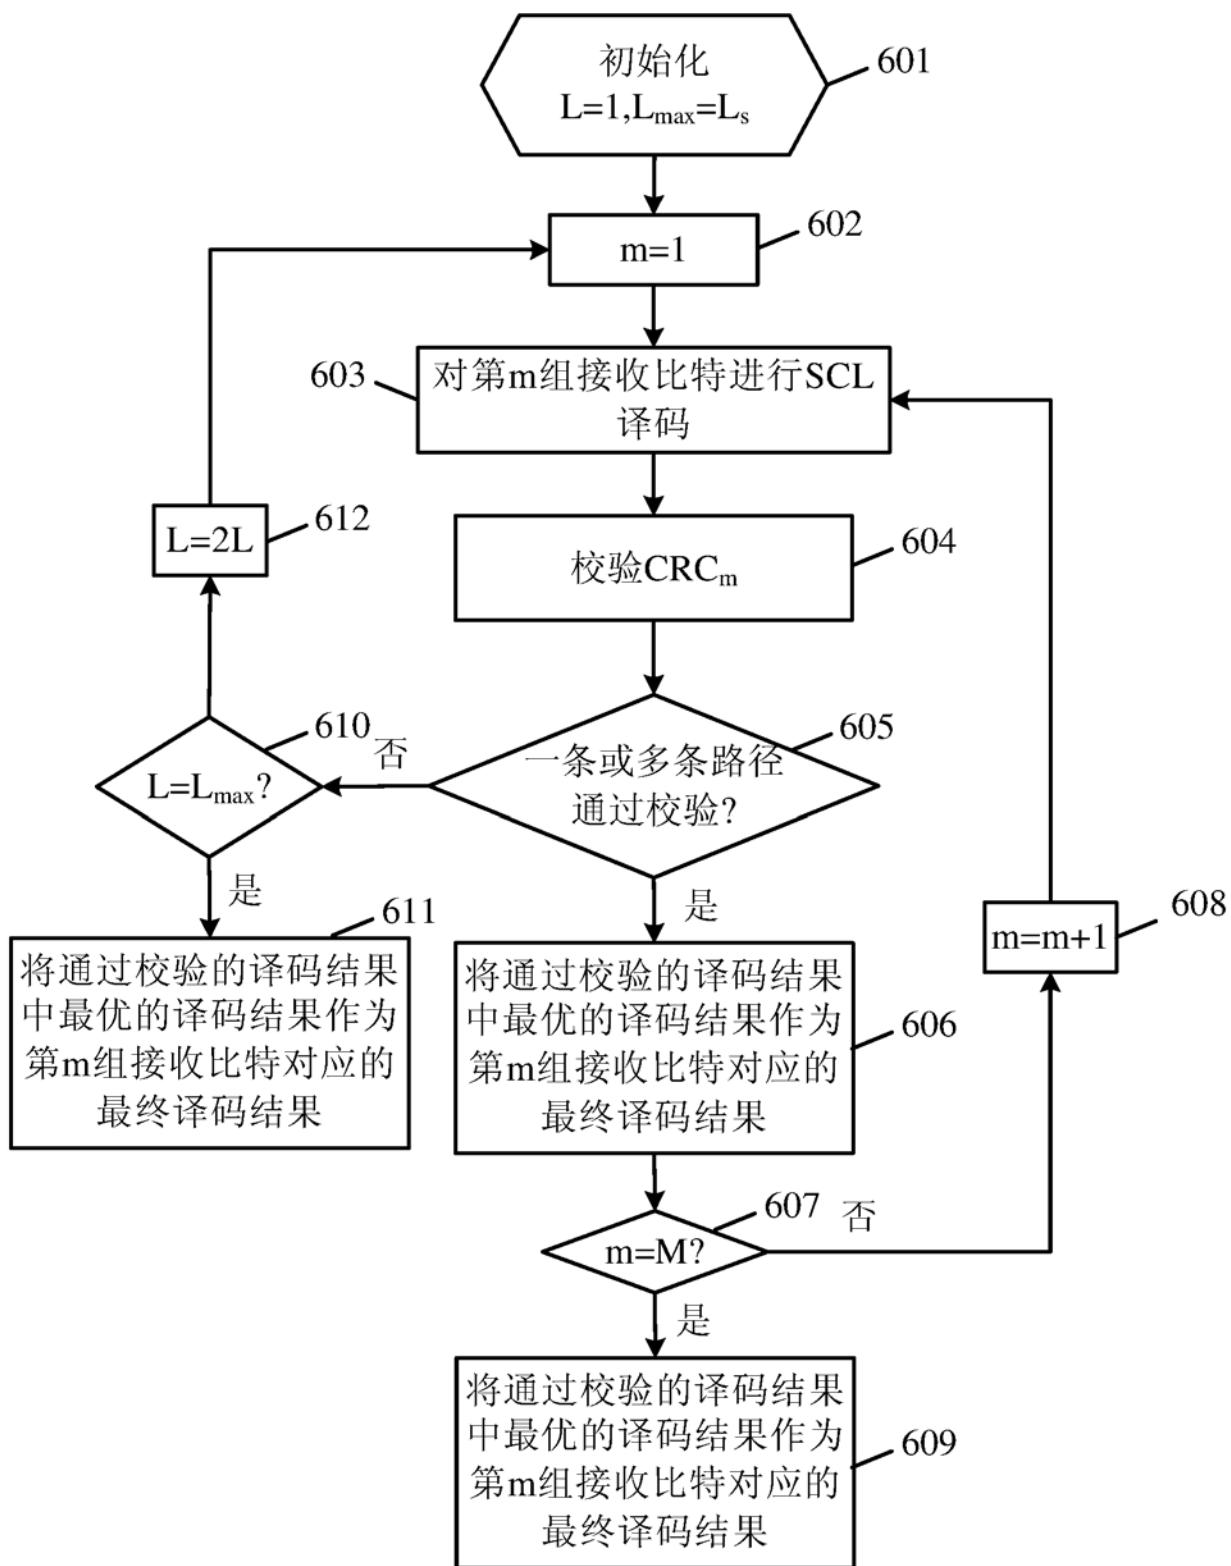 初始化
L=1,Lmax=Ls
601
m=1
602
对第m组接收比特进行SCL
译码
603
校验CRCm
604
L=2L
612
一条或多条路径
通过校验?
605
否
L=Lmax?
610
是
是
将通过校验的译码结果
中最优的译码结果作为
第m组接收比特对应的
最终译码结果
611
将通过校验的译码结果
中最优的译码结果作为
第m组接收比特对应的
最终译码结果
606
m=m+1
608
m=M?
607
否
是
将通过校验的译码结果
中最优的译码结果作为
第m组接收比特对应的
最终译码结果
609